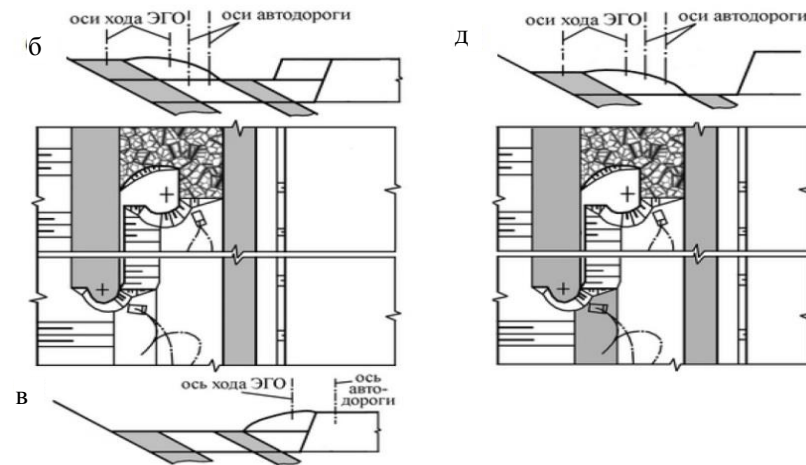 б
оси хода ЭГО
оси автодороги
д
оси хода ЭГО
оси автодороги
в
ось хода ЭГО
ось
авто-
дороги